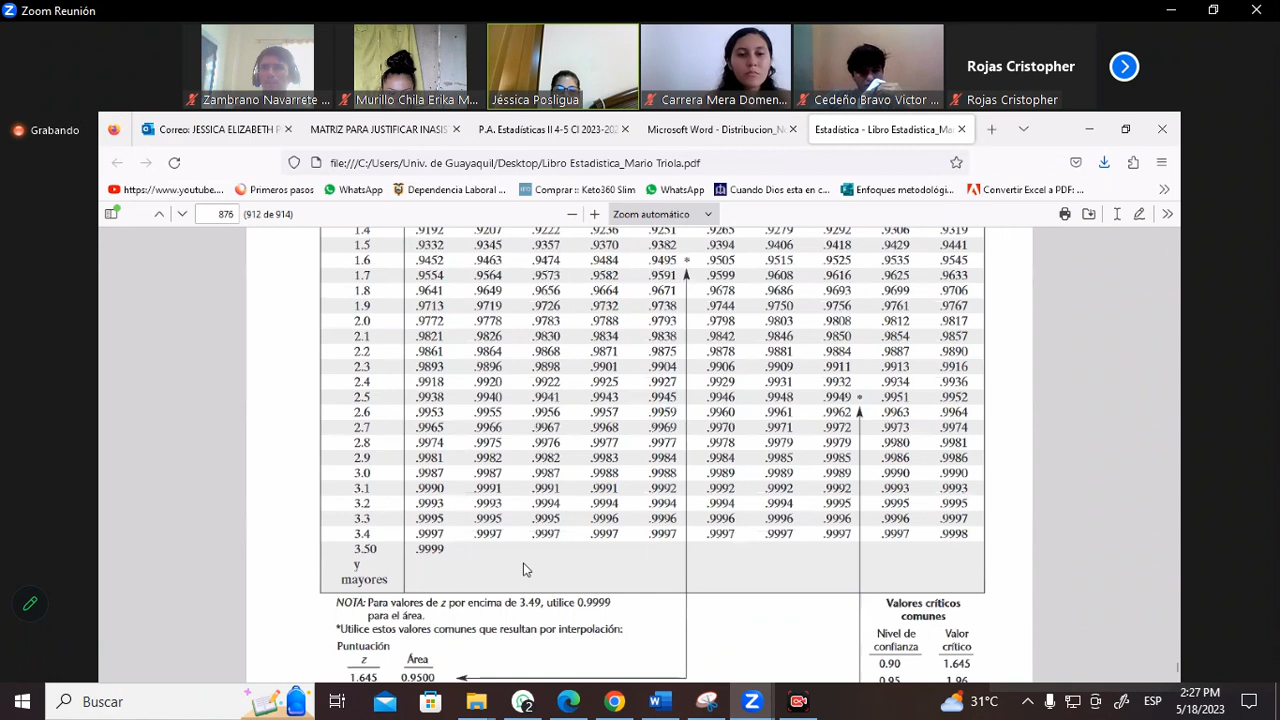 Zoom Reunión
Zambrano Navarrete ...
Murillo Chila Erika M...
Jéssica Posligua
Carrera Mera Domen...
Cedeño Bravo Victor ...
Rojas Cristopher
Rojas Cristopher
Grabando
Correo: JESSICA ELIZABETH P
MATRIZ PARA JUSTIFICAR INASIS
P.A. Estadísticas II 4-5 CI 2023-202
Microsoft Word - Distribucion_No
Estadística - Libro Estadistica_Mar
file:///C:/Users/Univ. de Guayaquil/Desktop/Libro Estadistica_Mario Triola.pdf
https://www.youtube....
Primeros pasos
WhatsApp
Dependencia Laboral ...
Comprar :: Keto360 Slim
WhatsApp
Cuando Dios esta en c...
Enfoques metodológi...
Convertir Excel a PDF:...
876 (912 de 914)
Zoom automático
1.4 .9192 .9207 .9222 .9236 .9251 .9265 .9279 .9292 .9306 .9319
1.5 .9332 .9345 .9357 .9370 .9382 .9394 .9406 .9418 .9429 .9441
1.6 .9452 .9463 .9474 .9484 .9495 * .9505 .9515 .9525 .9535 .9545
1.7 .9554 .9564 .9573 .9582 .9591 .9599 .9608 .9616 .9625 .9633
1.8 .9641 .9649 .9656 .9664 .9671 .9678 .9686 .9693 .9699 .9706
1.9 .9713 .9719 .9726 .9732 .9738 .9744 .9750 .9756 .9761 .9767
2.0 .9772 .9778 .9783 .9788 .9793 .9798 .9803 .9808 .9812 .9817
2.1 .9821 .9826 .9830 .9834 .9838 .9842 .9846 .9850 .9854 .9857
2.2 .9861 .9864 .9868 .9871 .9875 .9878 .9881 .9884 .9887 .9890
2.3 .9893 .9896 .9898 .9901 .9904 .9906 .9909 .9911 .9913 .9916
2.4 .9918 .9920 .9922 .9925 .9927 .9929 .9931 .9932 .9934 .9936
2.5 .9938 .9940 .9941 .9943 .9945 .9946 .9948 .9949 * .9951 .9952
2.6 .9953 .9955 .9956 .9957 .9959 .9960 .9961 .9962 .9963 .9964
2.7 .9965 .9966 .9967 .9968 .9969 .9970 .9971 .9972 .9973 .9974
2.8 .9974 .9975 .9976 .9977 .9977 .9978 .9979 .9979 .9980 .9981
2.9 .9981 .9982 .9982 .9983 .9984 .9984 .9985 .9985 .9986 .9986
3.0 .9987 .9987 .9987 .9988 .9988 .9989 .9989 .9989 .9990 .9990
3.1 .9990 .9991 .9991 .9991 .9992 .9992 .9992 .9992 .9993 .9993
3.2 .9993 .9993 .9994 .9994 .9994 .9994 .9994 .9995 .9995 .9995
3.3 .9995 .9995 .9995 .9996 .9996 .9996 .9996 .9996 .9996 .9997
3.4 .9997 .9997 .9997 .9997 .9997 .9997 .9997 .9997 .9997 .9998
3.50 .9999
y
mayores
NOTA: Para valores de z por encima de 3.49, utilice 0.9999
para el área.
*Utilice estos valores comunes que resultan por interpolación:
Puntuación
z Área
1.645 0.9500
Valores críticos
comunes
Nivel de Valor
confianza crítico
0.90 1.645
0.95 1.96
Buscar
31°C
ESP
2:27 PM
5/18/2023